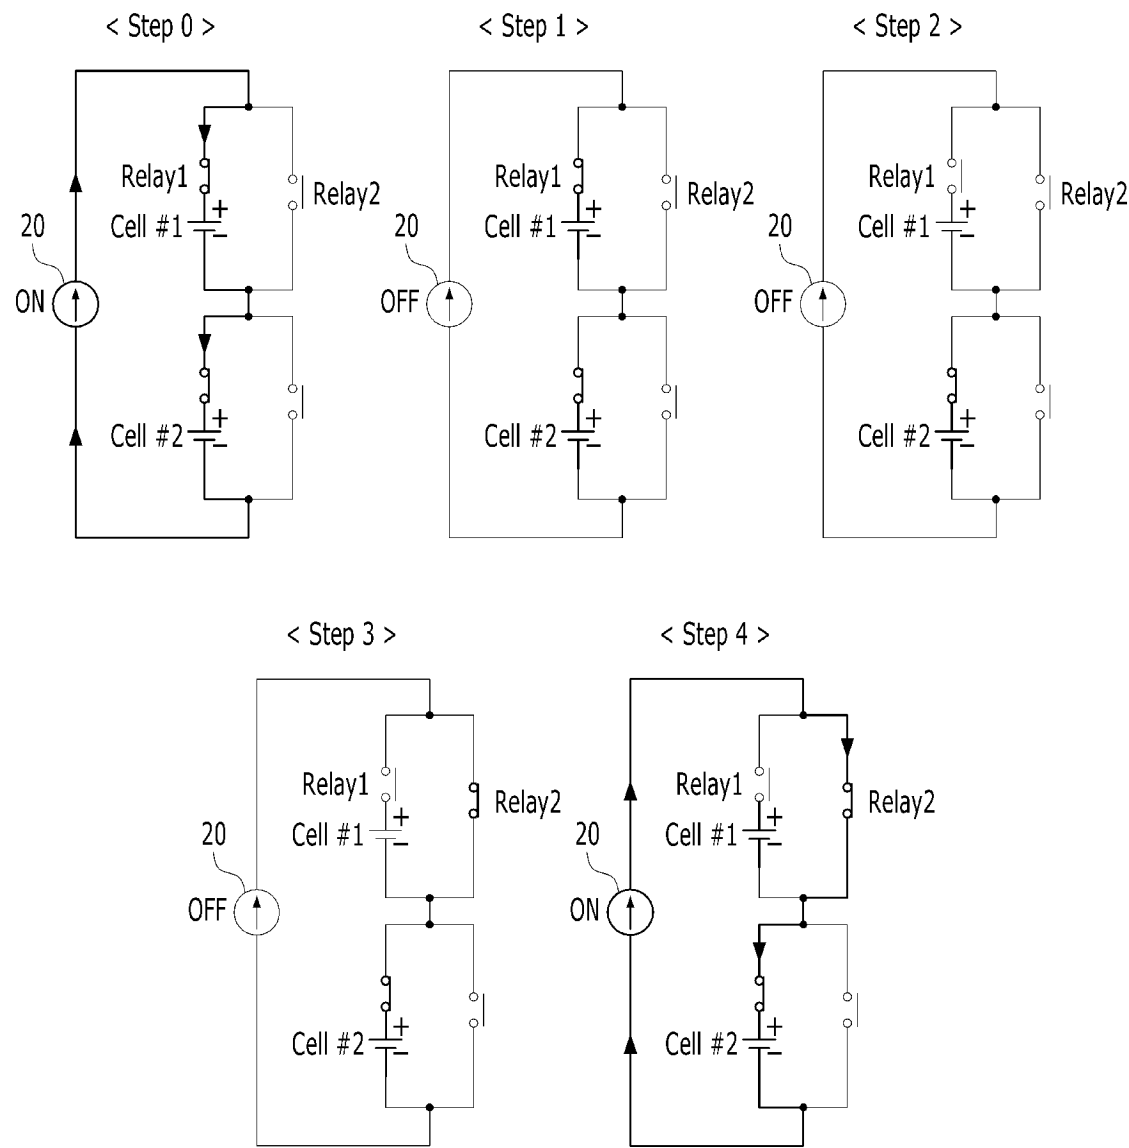 < Step 0 >
< Step 1 >
< Step 2 >
Relay1
Relay2
Cell #1
+
−
20
ON
Cell #2
+
−
Relay1
Relay2
Cell #1
+
−
20
OFF
Cell #2
+
−
Relay1
Relay2
Cell #1
+
−
20
OFF
Cell #2
+
−
< Step 3 >
< Step 4 >
Relay1
Relay2
Cell #1
+
−
20
OFF
Cell #2
+
−
Relay1
Relay2
Cell #1
+
−
20
ON
Cell #2
+
−